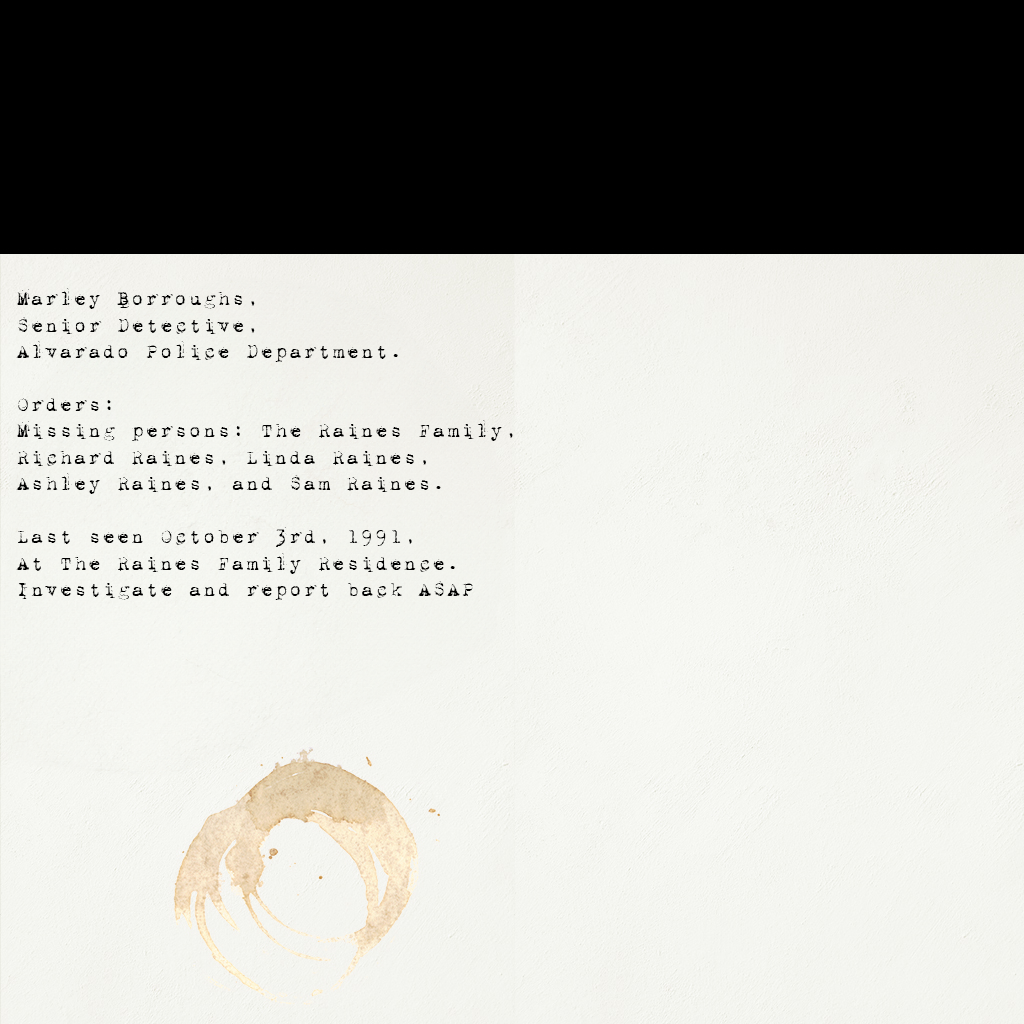 Marley Borroughs,
Senior Detective,
Alvarado Police Department.
Orders:
Missing persons: The Raines Family,
Richard Raines, Linda Raines,
Ashley Raines, and Sam Raines.
Last seen October 3rd, 1991,
At The Raines Family Residence.
Investigate and report back ASAP